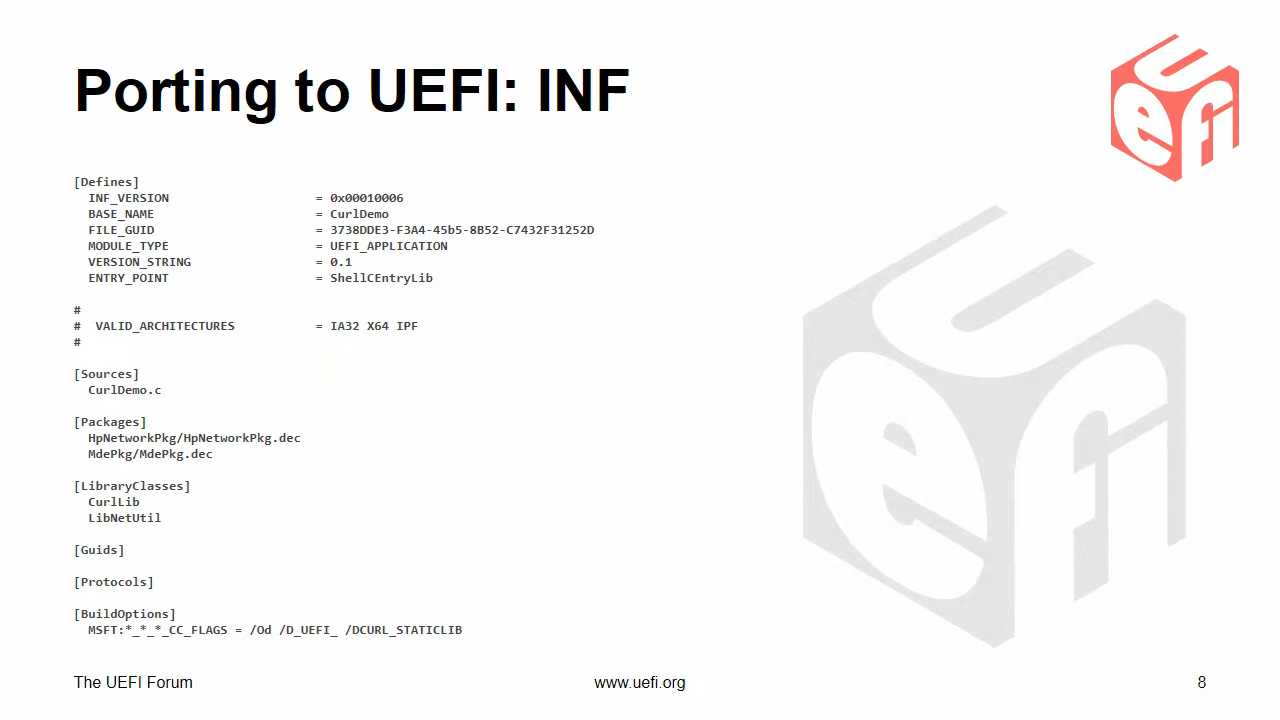 Porting to UEFI: INF
UEFI
[Defines]
INF_VERSION = 0x00010006
BASE_NAME = CurlDemo
FILE_GUID = 3738DDE3-F3A4-45b5-8B52-C7432F31252D
MODULE_TYPE = UEFI_APPLICATION
VERSION_STRING = 0.1
ENTRY_POINT = ShellCEntryLib
#
# VALID_ARCHITECTURES = IA32 X64 IPF
#
[Sources]
CurlDemo.c
[Packages]
HpNetworkPkg/HpNetworkPkg.dec
MdePkg/MdePkg.dec
[LibraryClasses]
CurlLib
LibNetUtil
[Guids]
[Protocols]
[BuildOptions]
MSFT:*_*_*_CC_FLAGS = /Od /D_UEFI_ /DCURL_STATICLIB
UEFI
The UEFI Forum
www.uefi.org
8